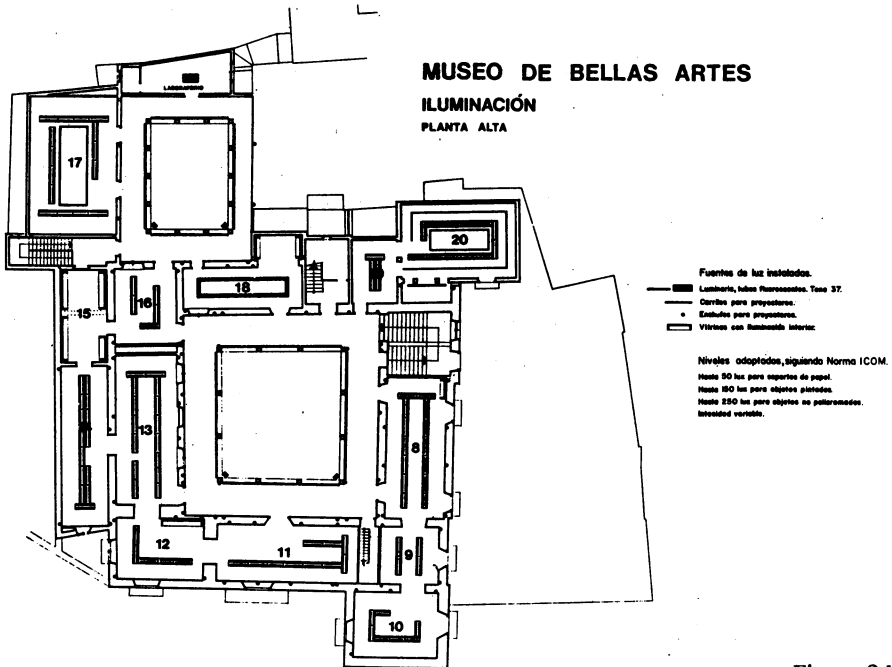 MUSEO DE BELLAS ARTES
ILUMINACIÓN
PLANTA ALTA
LABORATORIO
17
20
18
16
15
13
8
12
11
9
10
Fuentes de luz instaladas.
Luminaria, tubos fluorescentes. Tono 37.
Carriles para proyectores.
Enchufes para proyectores.
Vitrinas con iluminación interior.
Niveles adoptados, siguiendo Norma ICOM.
Hasta 50 lux para soportes de papel.
Hasta 150 lux para objetos pintados.
Hasta 250 lux para objetos no policromados.
Intensidad variable.